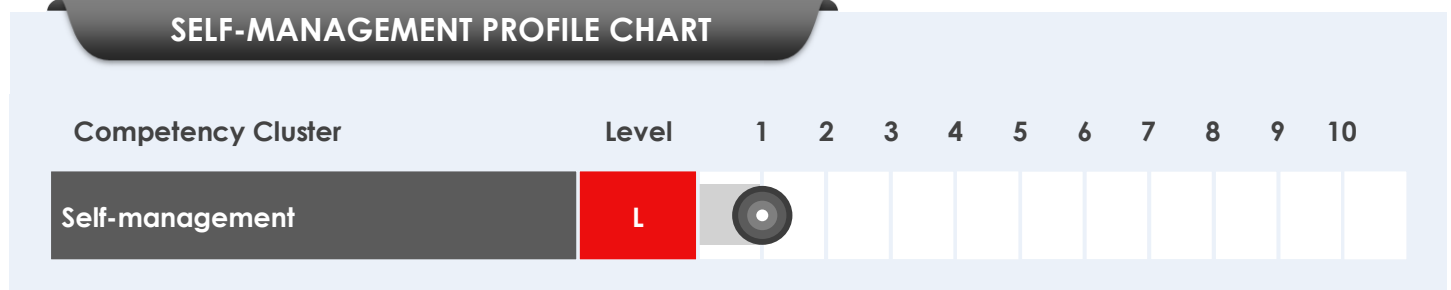 SELF-MANAGEMENT PROFILE CHART
Competency Cluster Level 1 2 3 4 5 6 7 8 9 10
Self-management L